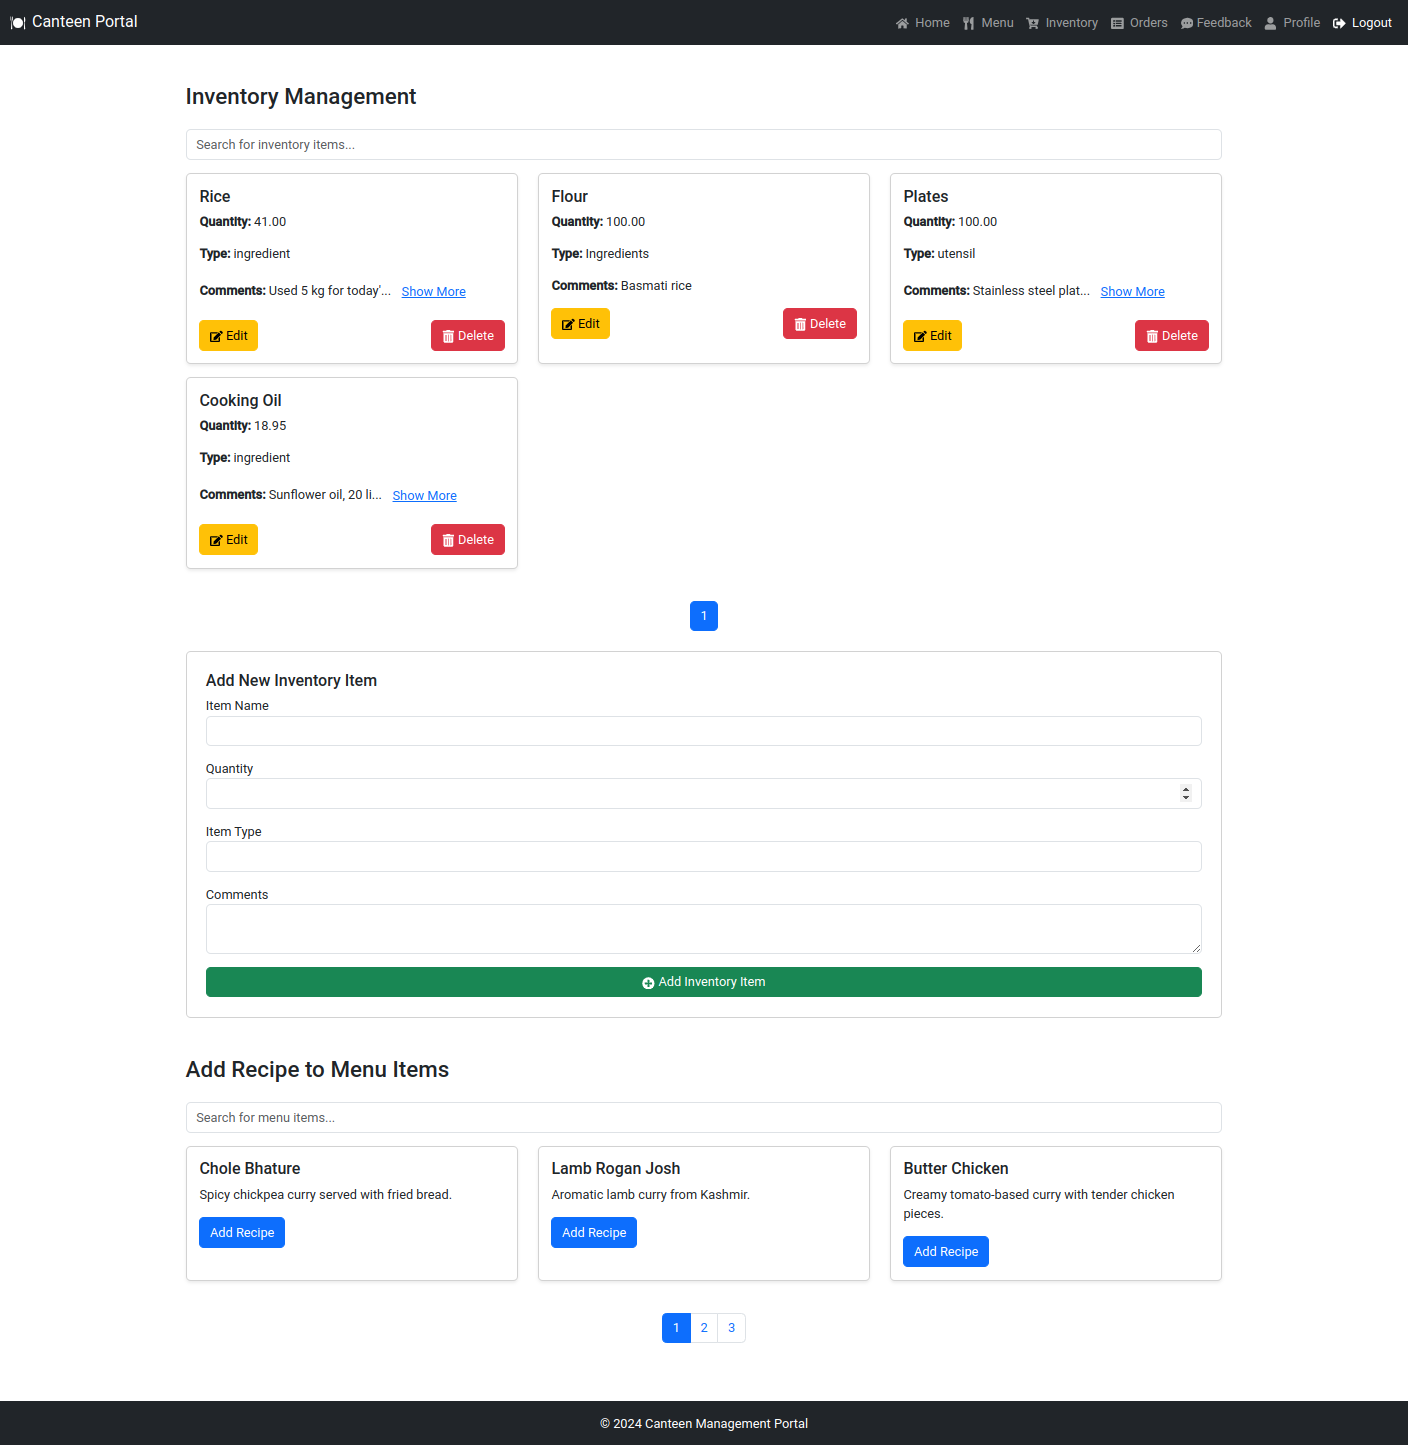 Canteen Portal
Home Menu Inventory Orders Feedback Profile Logout
Inventory Management
Search for inventory items...
Rice
Quantity: 41.00
Type: ingredient
Comments: Used 5 kg for today'... Show More
Edit Delete
Flour
Quantity: 100.00
Type: Ingredients
Comments: Basmati rice
Edit Delete
Plates
Quantity: 100.00
Type: utensil
Comments: Stainless steel plat... Show More
Edit Delete
Cooking Oil
Quantity: 18.95
Type: ingredient
Comments: Sunflower oil, 20 li... Show More
Edit Delete
1
Add New Inventory Item
Item Name
Quantity
Item Type
Comments
Add Inventory Item
Add Recipe to Menu Items
Search for menu items...
Chole Bhature
Spicy chickpea curry served with fried bread.
Add Recipe
Lamb Rogan Josh
Aromatic lamb curry from Kashmir.
Add Recipe
Butter Chicken
Creamy tomato-based curry with tender chicken
pieces.
Add Recipe
1 2 3
© 2024 Canteen Management Portal